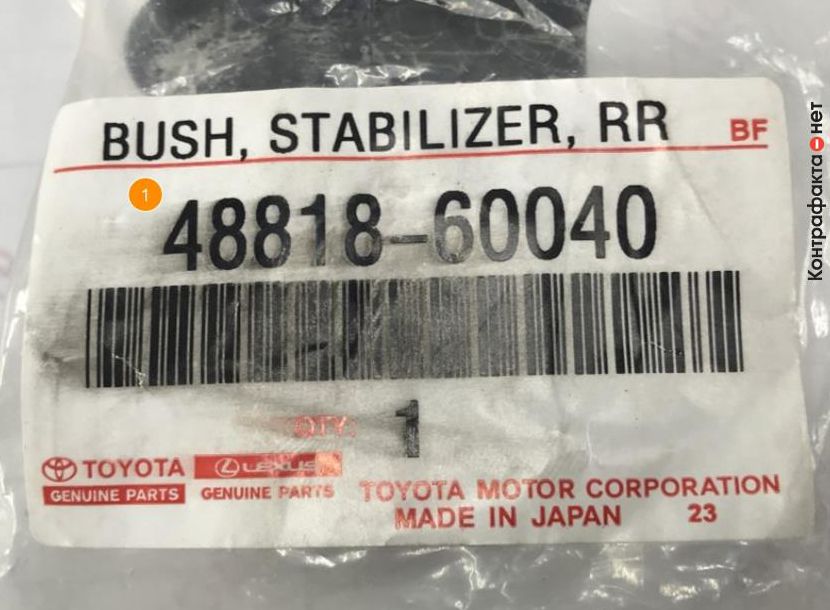 BUSH, STABILIZER, RR BF
1
48818-60040
QTY: 1
TOYOTA LEXUS
GENUINE PARTS GENUINE PARTS
TOYOTA MOTOR CORPORATION
MADE IN JAPAN 23
Контрафакта нет